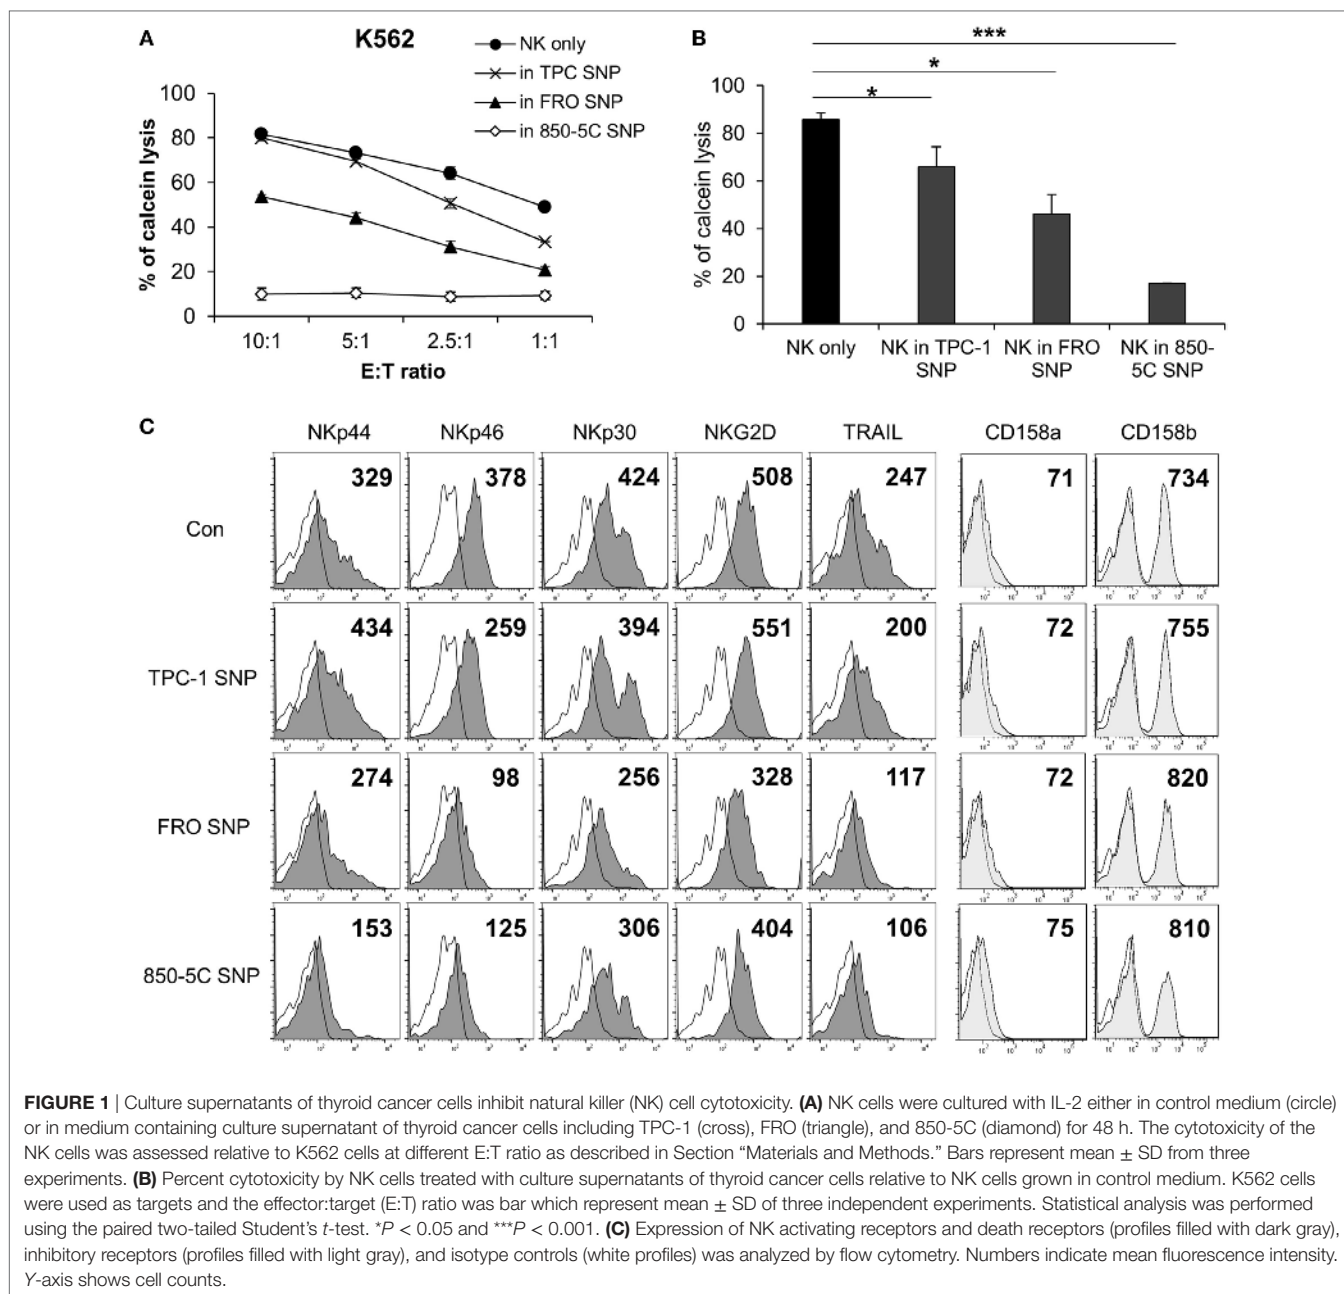 A
K562
NK only
in TPC SNP
in FRO SNP
in 850-5C SNP
% of calcein lysis
100
80
60
40
20
0
10:1 5:1 2.5:1 1:1
E:T ratio
B
***
*
*
% of calcein lysis
100
80
60
40
20
0
NK only NK in TPC-1 SNP NK in FRO SNP NK in 850-5C SNP
C
NKp44 NKp46 NKp30 NKG2D TRAIL CD158a CD158b
Con 329 378 424 508 247 71 734
TPC-1 SNP 434 259 394 551 200 72 755
FRO SNP 274 98 256 328 117 72 820
850-5C SNP 153 125 306 404 106 75 810
FIGURE 1 | Culture supernatants of thyroid cancer cells inhibit natural killer (NK) cell cytotoxicity. (A) NK cells were cultured with IL-2 either in control medium (circle)
or in medium containing culture supernatant of thyroid cancer cells including TPC-1 (cross), FRO (triangle), and 850-5C (diamond) for 48 h. The cytotoxicity of the
NK cells was assessed relative to K562 cells at different E:T ratio as described in Section “Materials and Methods.” Bars represent mean ± SD from three
experiments. (B) Percent cytotoxicity by NK cells treated with culture supernatants of thyroid cancer cells relative to NK cells grown in control medium. K562 cells
were used as targets and the effector:target (E:T) ratio was bar which represent mean ± SD of three independent experiments. Statistical analysis was performed
using the paired two-tailed Student’s t-test. *P < 0.05 and ***P < 0.001. (C) Expression of NK activating receptors and death receptors (profiles filled with dark gray),
inhibitory receptors (profiles filled with light gray), and isotype controls (white profiles) was analyzed by flow cytometry. Numbers indicate mean fluorescence intensity.
Y-axis shows cell counts.